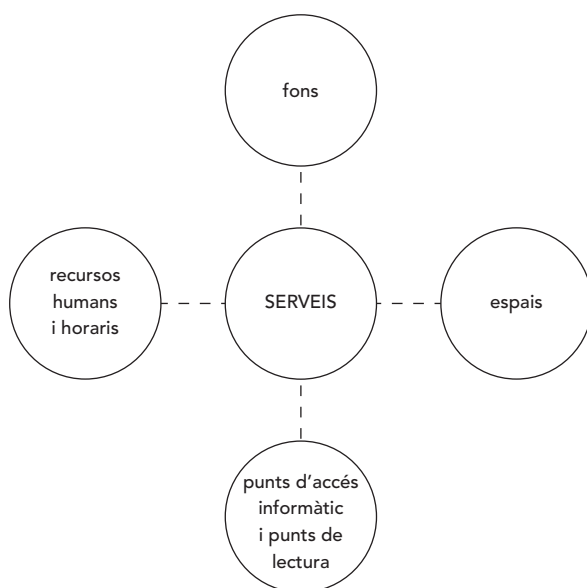 fons
recursos
humans
i horaris
SERVEIS
espais
punts d’accés
informàtic
i punts de
lectura